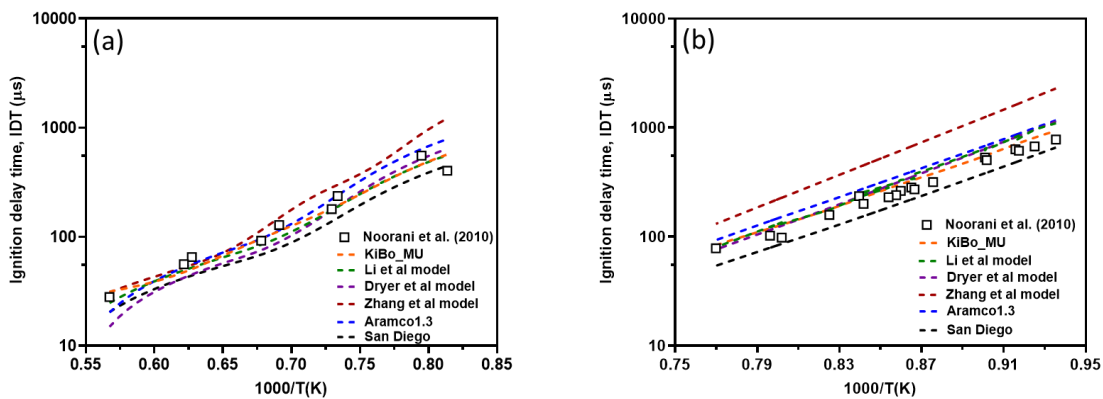 (a)
Ignition delay time, IDT (μs)
10000
1000
100
10
Noorani et al. (2010)
KiBo_MU
Li et al model
Dryer et al model
Zhang et al model
Aramco1.3
San Diego
0.55 0.60 0.65 0.70 0.75 0.80 0.85
1000/T(K)
(b)
Ignition delay time, IDT (μs)
10000
1000
100
10
Noorani et al. (2010)
KiBo_MU
Li et al model
Dryer et al model
Zhang et al model
Aramco1.3
San Diego
0.75 0.79 0.83 0.87 0.91 0.95
1000/T(K)